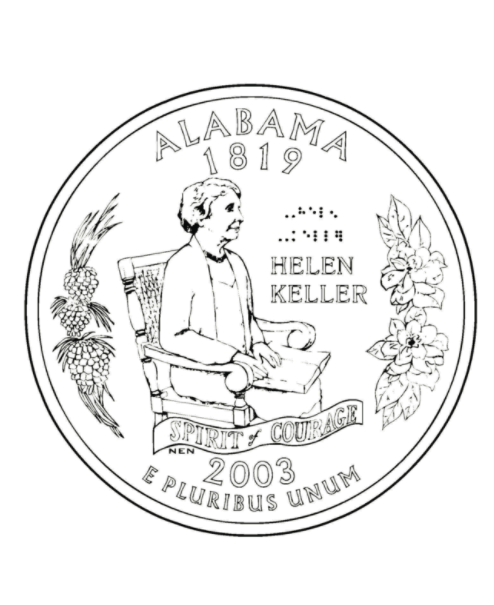 ALABAMA
1819
HELEN
KELLER
SPIRIT of COURAGE
NEN
2003
E PLURIBUS UNUM